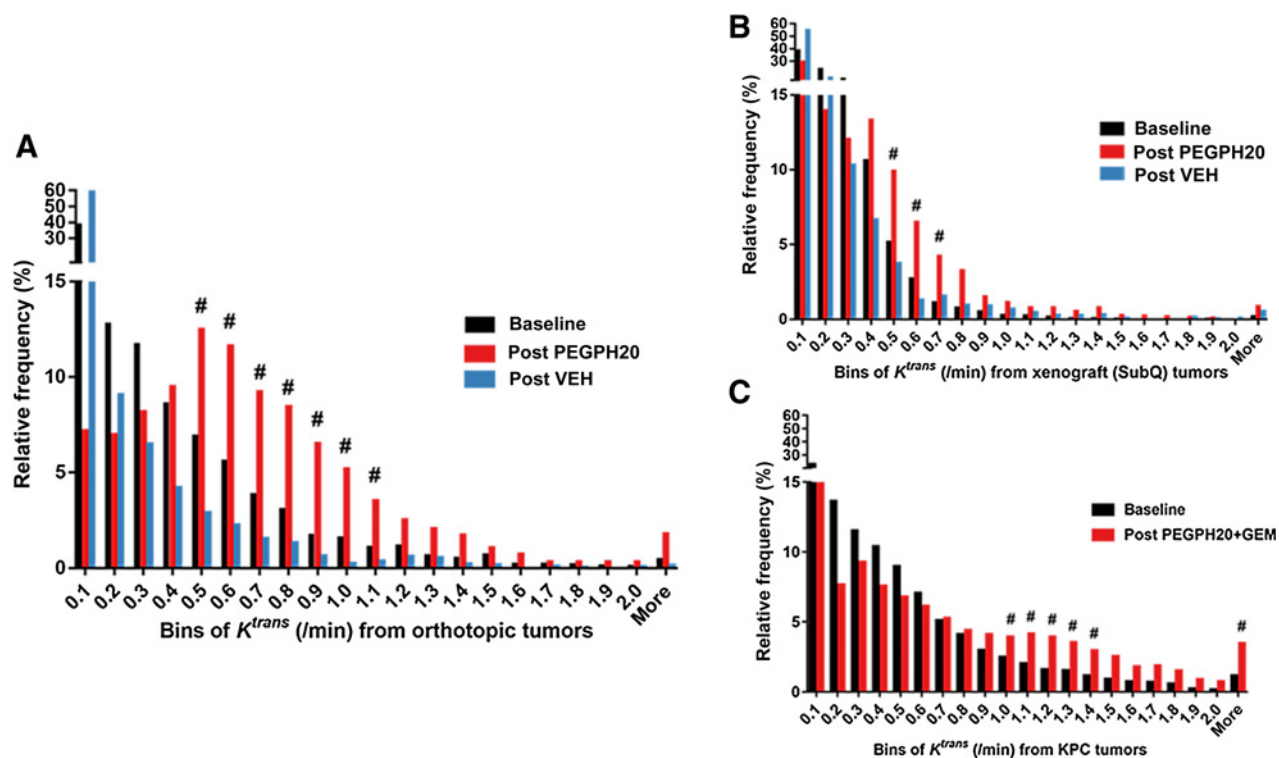 A
Relative frequency (%)
60
50
40
30
15
10
5
0
# # # # # # #
Baseline
Post PEGPH20
Post VEH
0.1 0.2 0.3 0.4 0.5 0.6 0.7 0.8 0.9 1.0 1.1 1.2 1.3 1.4 1.5 1.6 1.7 1.8 1.9 2.0 More
Bins of Ktrans (/min) from orthotopic tumors
B
Relative frequency (%)
60
50
40
30
15
10
5
0
# # #
Baseline
Post PEGPH20
Post VEH
0.1 0.2 0.3 0.4 0.5 0.6 0.7 0.8 0.9 1.0 1.1 1.2 1.3 1.4 1.5 1.6 1.7 1.8 1.9 2.0 More
Bins of Ktrans (/min) from xenograft (SubQ) tumors
C
Relative frequency (%)
60
50
40
30
15
10
5
0
# # # # # #
Baseline
Post PEGPH20+GEM
0.1 0.2 0.3 0.4 0.5 0.6 0.7 0.8 0.9 1.0 1.1 1.2 1.3 1.4 1.5 1.6 1.7 1.8 1.9 2.0 More
Bins of Ktrans (/min) from KPC tumors